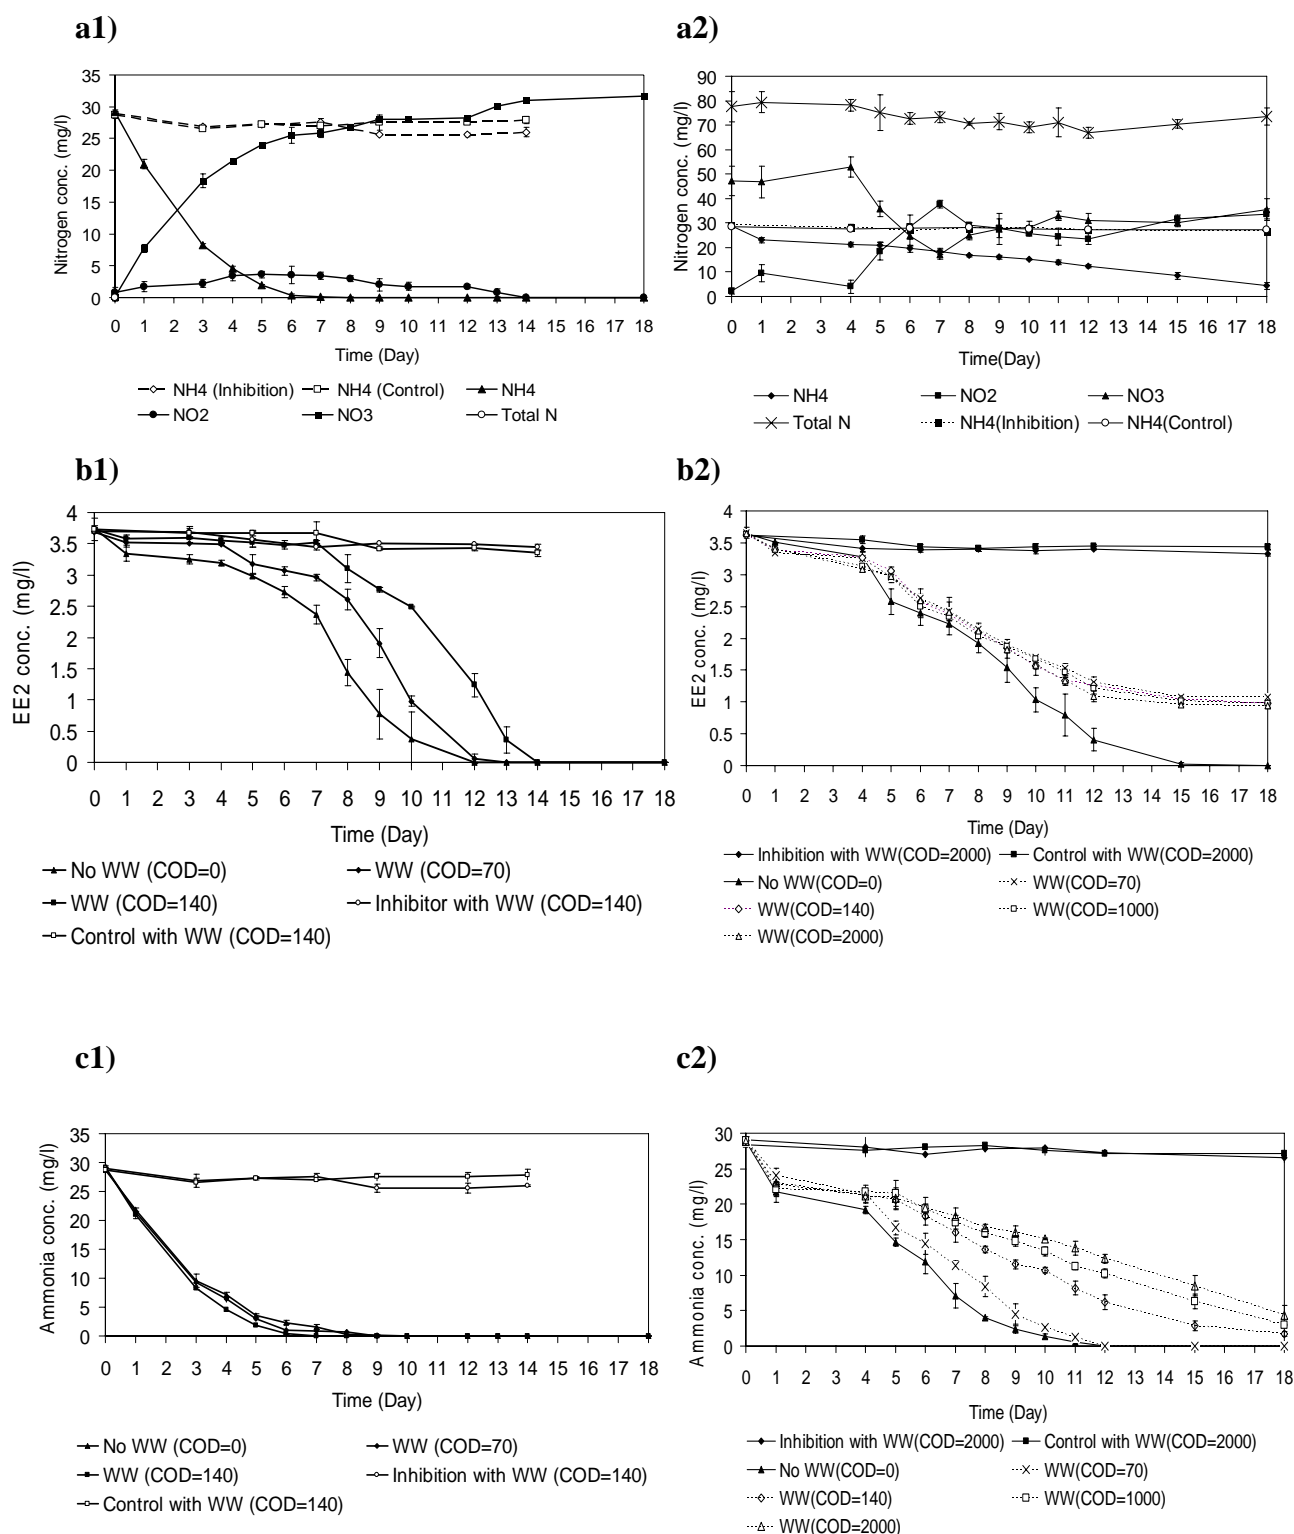 a1)
Nitrogen conc. (mg/l)
35
30
25
20
15
10
5
0
0 1 2 3 4 5 6 7 8 9 10 11 12 13 14 15 16 17 18
Time (Day)
NH4 (Inhibition) NH4 (Control) NH4
NO2 NO3 Total N
a2)
Nitrogen conc. (mg/l)
90
80
70
60
50
40
30
20
10
0
0 1 2 3 4 5 6 7 8 9 10 11 12 13 14 15 16 17 18
Time(Day)
NH4 NO2 NO3
Total N NH4(Inhibition) NH4(Control)
b1)
EE2 conc. (mg/l)
4
3.5
3
2.5
2
1.5
1
0.5
0
0 1 2 3 4 5 6 7 8 9 10 11 12 13 14 15 16 17 18
Time (Day)
No WW (COD=0) WW (COD=70)
WW (COD=140) Inhibitor with WW (COD=140)
Control with WW (COD=140)
b2)
EE2 conc. (mg/l)
4
3.5
3
2.5
2
1.5
1
0.5
0
0 1 2 3 4 5 6 7 8 9 10 11 12 13 14 15 16 17 18
Time (Day)
Inhibition with WW(COD=2000) Control with WW(COD=2000)
No WW(COD=0) WW(COD=70)
WW(COD=140) WW(COD=1000)
WW(COD=2000)
c1)
Ammonia conc. (mg/l)
35
30
25
20
15
10
5
0
0 1 2 3 4 5 6 7 8 9 10 11 12 13 14 15 16 17 18
Time (Day)
No WW (COD=0) WW (COD=70)
WW (COD=140) Inhibition with WW (COD=140)
Control with WW (COD=140)
c2)
Ammonia conc. (mg/l)
30
25
20
15
10
5
0
0 1 2 3 4 5 6 7 8 9 10 11 12 13 14 15 16 17 18
Time (Day)
Inhibition with WW(COD=2000) Control with WW(COD=2000)
No WW(COD=0) WW(COD=70)
WW(COD=140) WW(COD=1000)
WW(COD=2000)